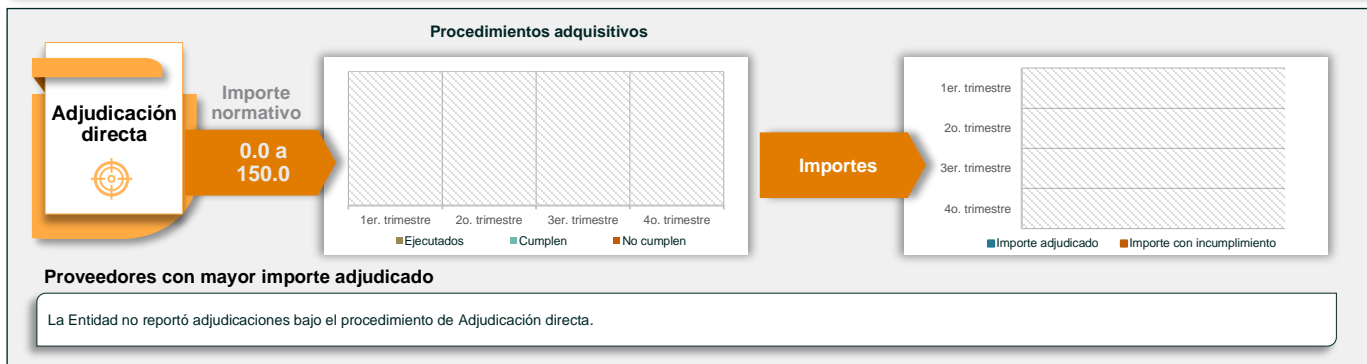 Procedimientos adquisitivos
Adjudicación
directa
Importe
normativo
0.0 a
150.0
1er. trimestre
2o. trimestre
3er. trimestre
4o. trimestre
Ejecutados
Cumplen
No cumplen
Importes
1er. trimestre
2o. trimestre
3er. trimestre
4o. trimestre
Importe adjudicado
Importe con incumplimiento
Proveedores con mayor importe adjudicado
La Entidad no reportó adjudicaciones bajo el procedimiento de Adjudicación directa.